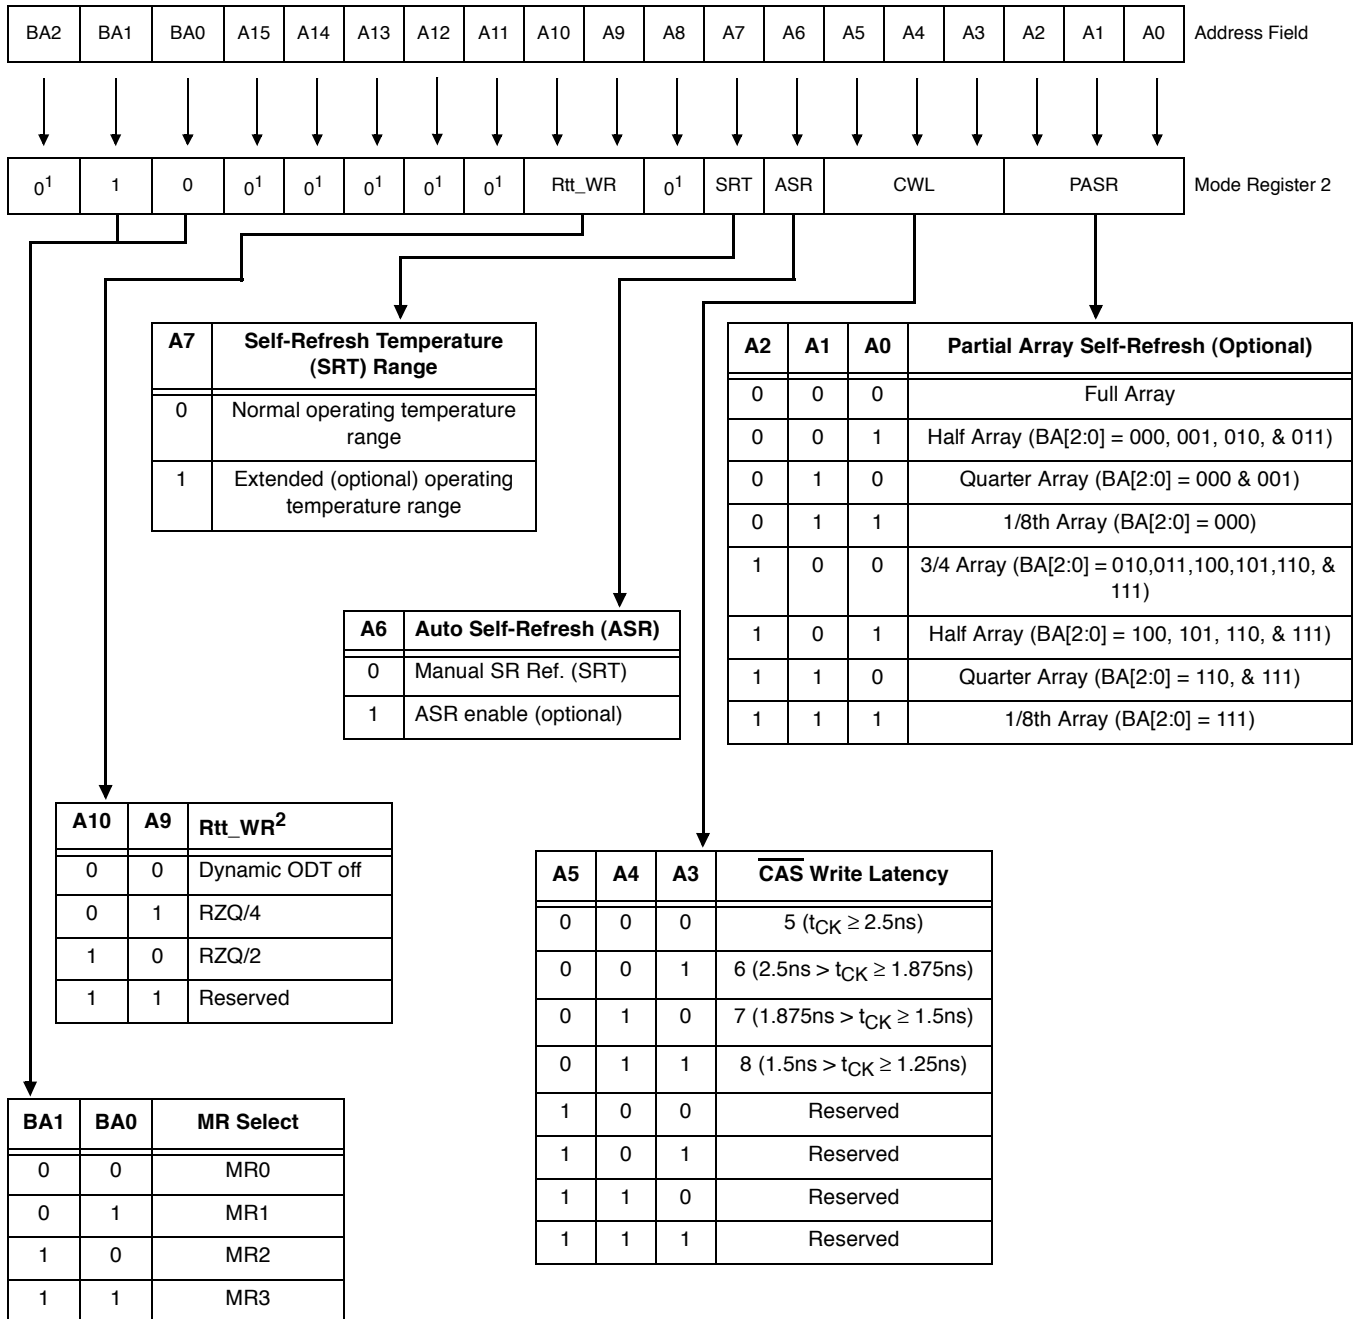 BA2 BA1 BA0 A15 A14 A13 A12 A11 A10 A9 A8 A7 A6 A5 A4 A3 A2 A1 A0 Address Field
0¹ 1 0 0¹ 0¹ 0¹ 0¹ 0¹ Rtt_WR 0¹ SRT ASR CWL PASR Mode Register 2
A7 Self-Refresh Temperature
(SRT) Range
0 Normal operating temperature
range
1 Extended (optional) operating
temperature range
A2 A1 A0 Partial Array Self-Refresh (Optional)
0 0 0 Full Array
0 0 1 Half Array (BA[2:0] = 000, 001, 010, & 011)
0 1 0 Quarter Array (BA[2:0] = 000 & 001)
0 1 1 1/8th Array (BA[2:0] = 000)
1 0 0 3/4 Array (BA[2:0] = 010,011,100,101,110, &
111)
1 0 1 Half Array (BA[2:0] = 100, 101, 110, & 111)
1 1 0 Quarter Array (BA[2:0] = 110, & 111)
1 1 1 1/8th Array (BA[2:0] = 111)
A6 Auto Self-Refresh (ASR)
0 Manual SR Ref. (SRT)
1 ASR enable (optional)
A10 A9 Rtt_WR²
0 0 Dynamic ODT off
0 1 RZQ/4
1 0 RZQ/2
1 1 Reserved
A5 A4 A3 C̅A̅S̅ Write Latency
0 0 0 5 (tCK ≥ 2.5ns)
0 0 1 6 (2.5ns > tCK ≥ 1.875ns)
0 1 0 7 (1.875ns > tCK ≥ 1.5ns)
0 1 1 8 (1.5ns > tCK ≥ 1.25ns)
1 0 0 Reserved
1 0 1 Reserved
1 1 0 Reserved
1 1 1 Reserved
BA1 BA0 MR Select
0 0 MR0
0 1 MR1
1 0 MR2
1 1 MR3